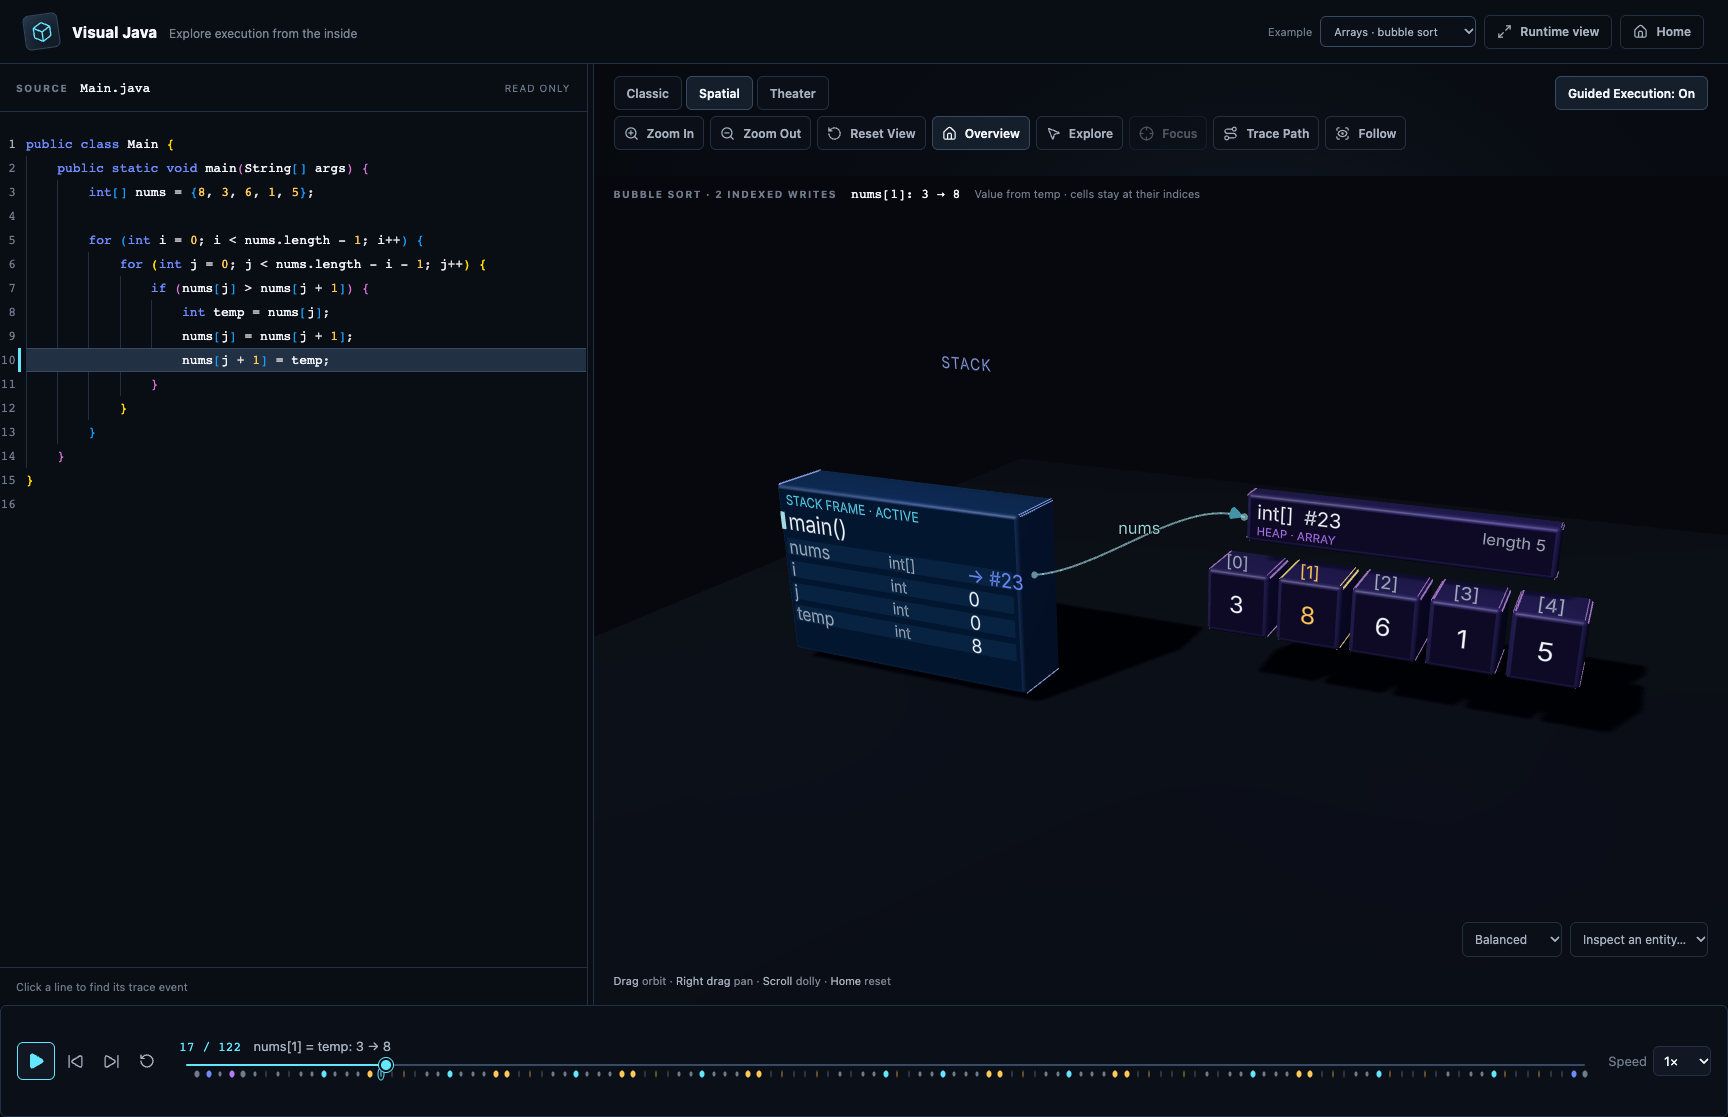 Visual Java Explore execution from the inside
Example Arrays · bubble sort Runtime view Home
SOURCE Main.java READ ONLY
1 public class Main {
2 public static void main(String[] args) {
3 int[] nums = {8, 3, 6, 1, 5};
4
5 for (int i = 0; i < nums.length - 1; i++) {
6 for (int j = 0; j < nums.length - i - 1; j++) {
7 if (nums[j] > nums[j + 1]) {
8 int temp = nums[j];
9 nums[j] = nums[j + 1];
10 nums[j + 1] = temp;
11 }
12 }
13 }
14 }
15 }
16
Click a line to find its trace event
Classic Spatial Theater Guided Execution: On
Zoom In Zoom Out Reset View Overview Explore Focus Trace Path Follow
BUBBLE SORT · 2 INDEXED WRITES nums[1]: 3 → 8 Value from temp · cells stay at their indices
STACK
STACK FRAME · ACTIVE
main()
nums int[] → #23
i int 0
j int 0
temp int 8
nums
int[] #23
HEAP · ARRAY length 5
[0] [1] [2] [3] [4]
3 8 6 1 5
Balanced Inspect an entity...
Drag orbit · Right drag pan · Scroll dolly · Home reset
17 / 122 nums[1] = temp: 3 → 8
Speed 1×